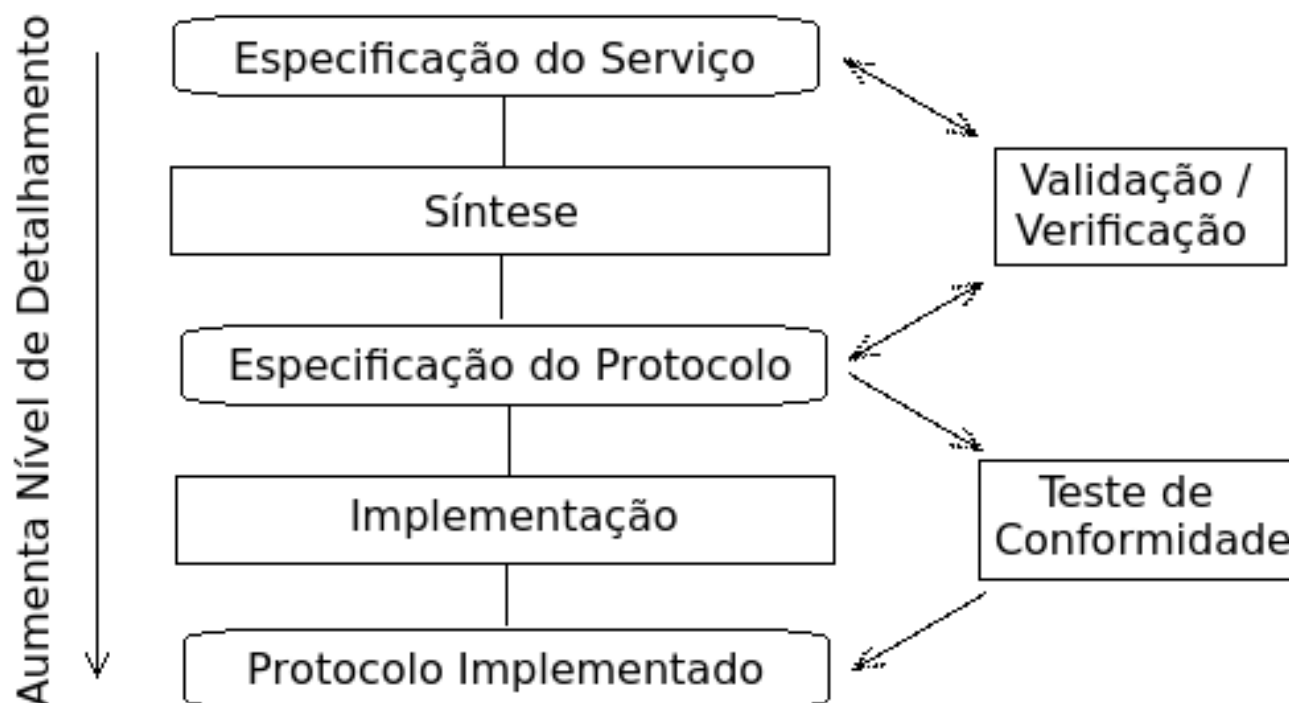 Aumenta Nível de Detalhamento
Especificação do Serviço
Síntese
Validação /
Verificação
Especificação do Protocolo
Implementação
Teste de
Conformidade
Protocolo Implementado